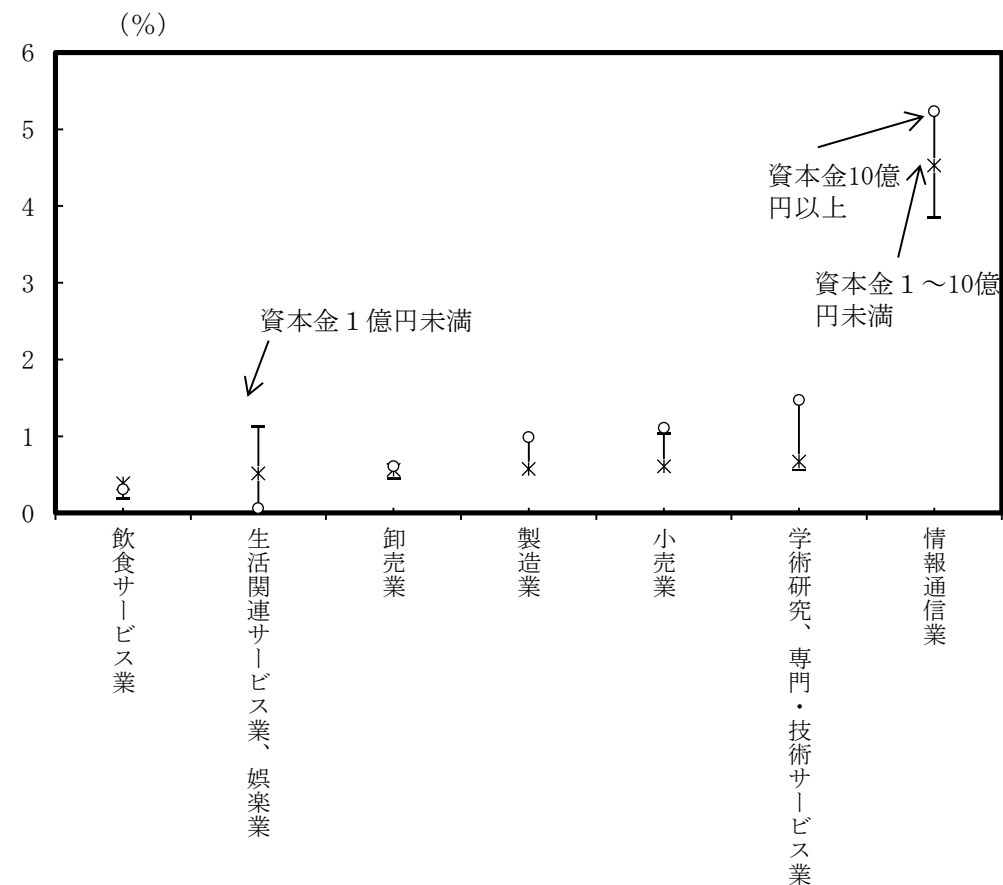 （%）
6
5
4
3
2
1
0
資本金10億
円以上
資本金１～10億
円未満
資本金１億円未満
飲食サービス業
生活関連サービス業、娯楽業
卸売業
製造業
小売業
学術研究、専門・技術サービス業
情報通信業